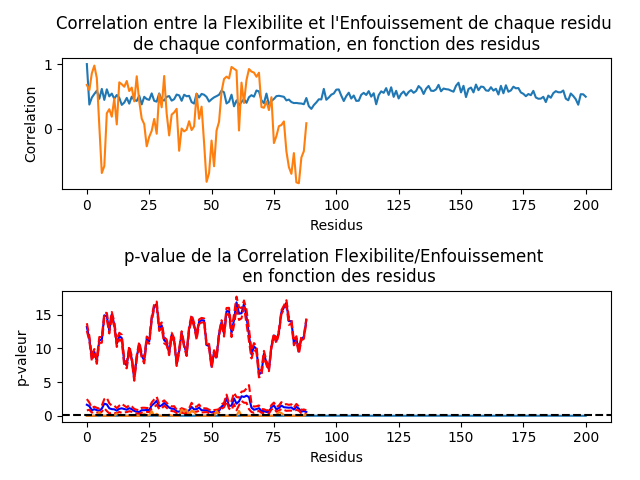 Correlation entre la Flexibilite et l'Enfouissement de chaque residu
de chaque conformation, en fonction des residus
1
0
Correlation
0 25 50 75 100 125 150 175 200
Residus
p-value de la Correlation Flexibilite/Enfouissement
en fonction des residus
15
10
5
0
p-valeur
0 25 50 75 100 125 150 175 200
Residus